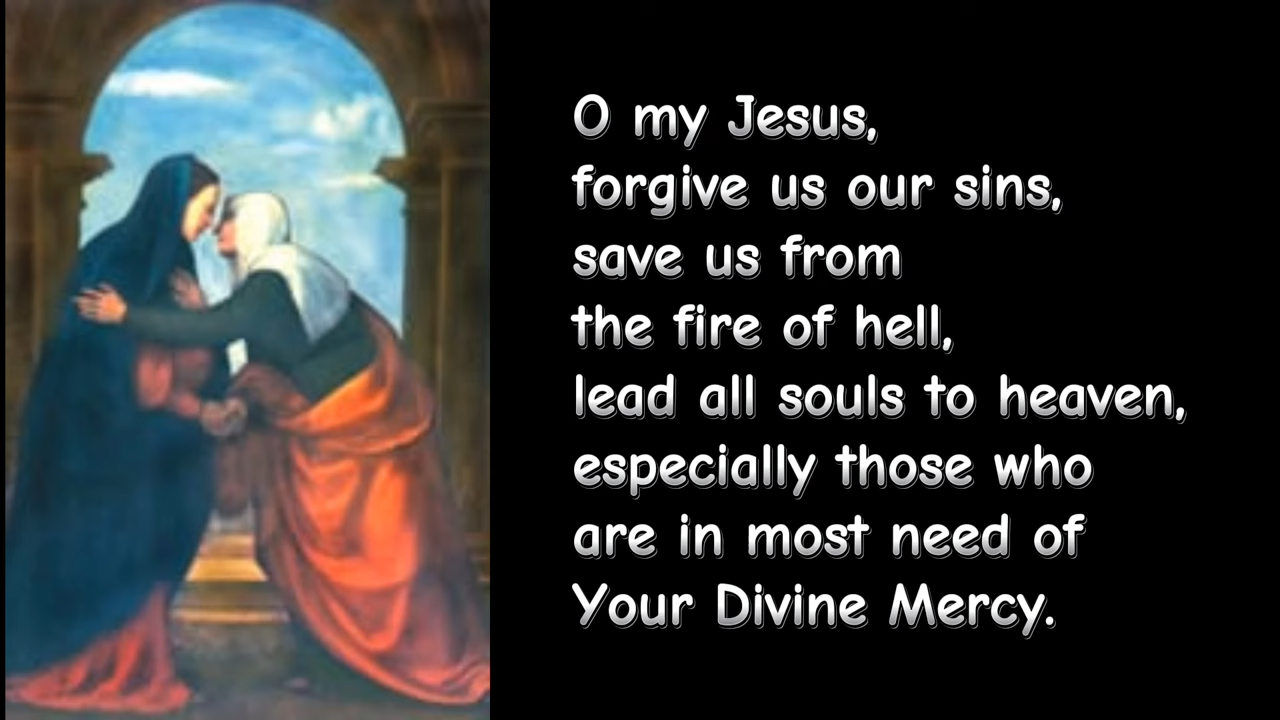 O my Jesus,
forgive us our sins,
save us from
the fire of hell,
lead all souls to heaven,
especially those who
are in most need of
Your Divine Mercy.